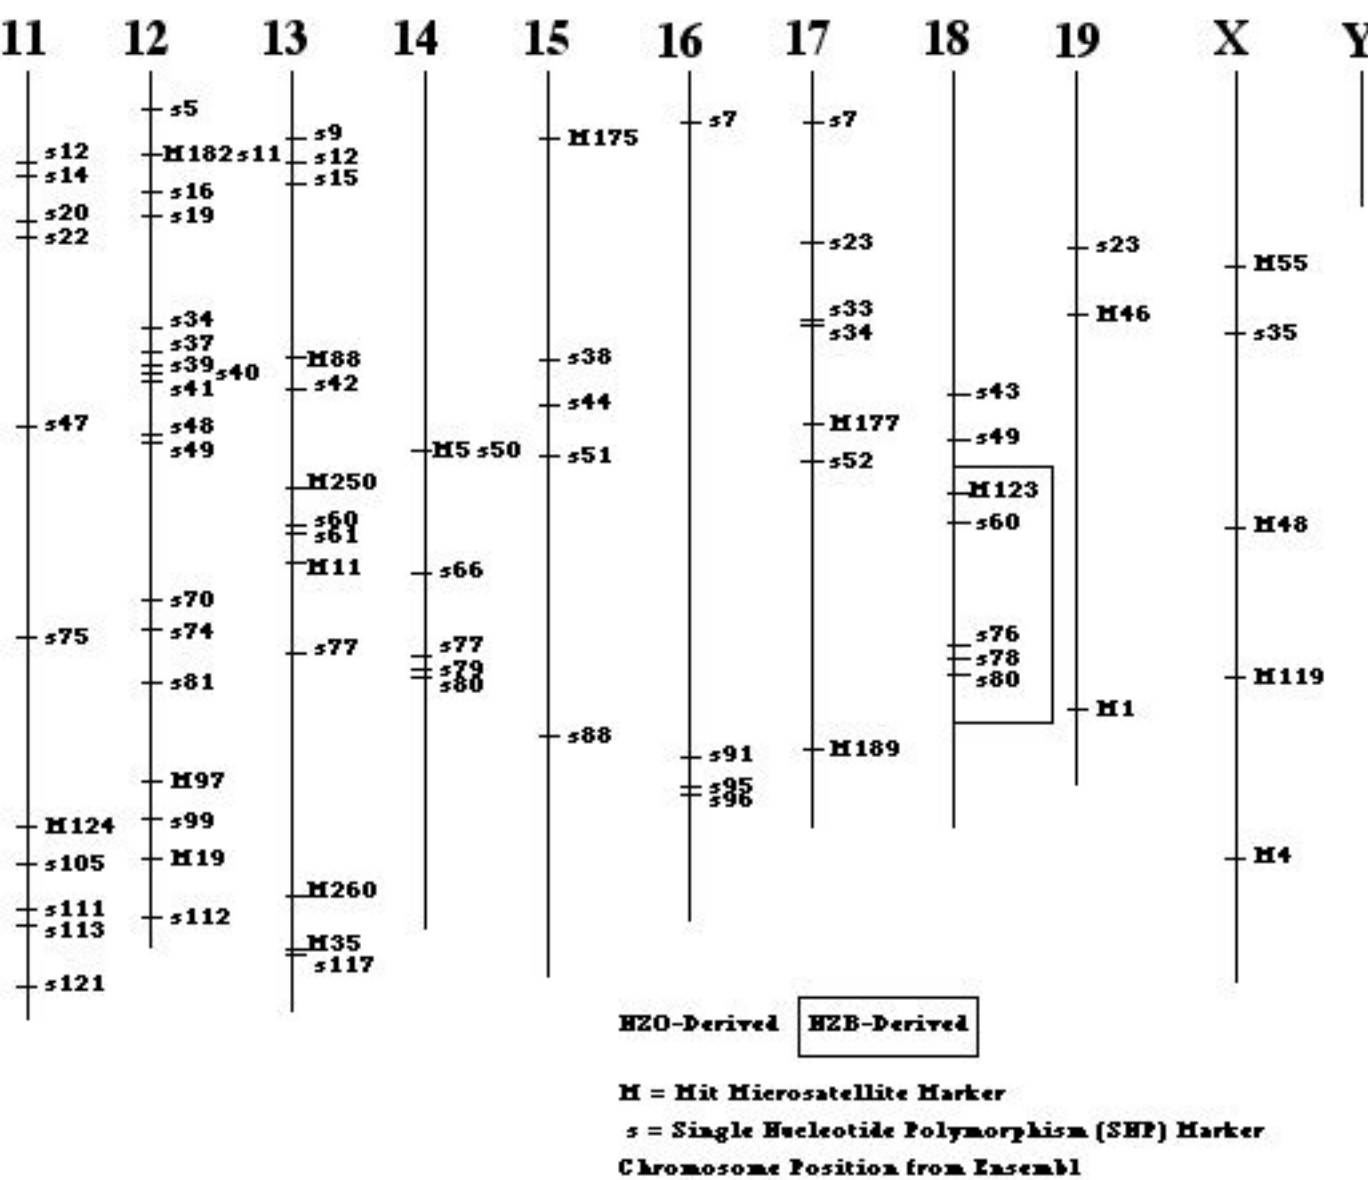 11 12 13 14 15 16 17 18 19 X Y
s12
s14
s20
s22
s47
s75
M124
s105
s111
s113
s121
s5
M182 s11
s16
s19
s34
s37
s39 s40
s41
s48
s49
s70
s74
s81
M97
s99
M19
s112
s9
s12
s15
M88
s42
M250
s60
s61
M11
s77
M260
M35
s117
M5 s50
s66
s77
s79
s80
M175
s38
s44
s51
s88
s7
s91
s95
s96
s7
s23
s33
s34
M177
s52
M189
s43
s49
M123
s60
s76
s78
s80
s23
M46
M1
M55
s35
M48
M119
M4
NZO-Derived NZB-Derived
M = Mit Microsatellite Marker
s = Single Nucleotide Polymorphism (SNP) Marker
Chromosome Position from Ensembl